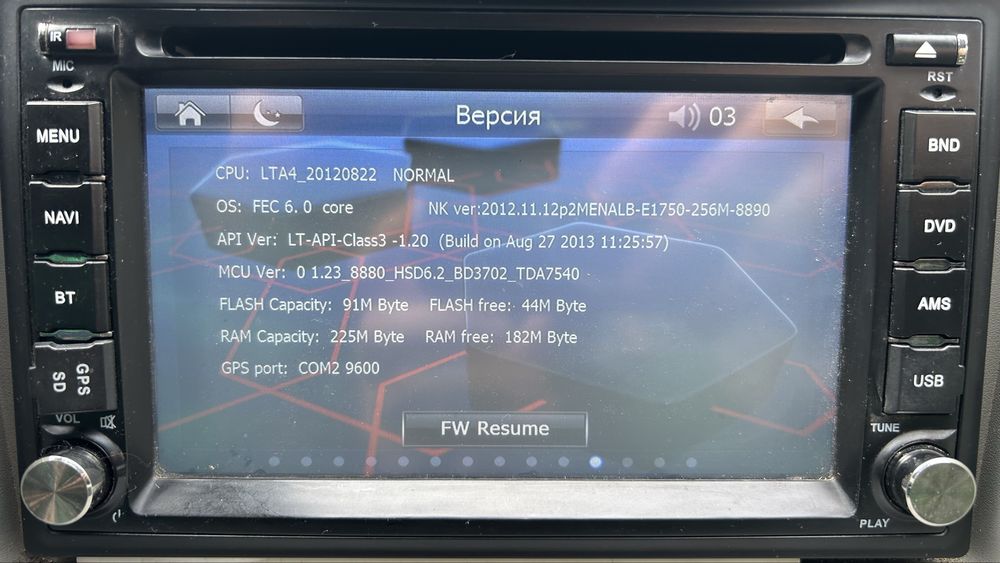 IR
MIC
RST
Версия 03
MENU
NAVI
BT
GPS
SD
VOL
BND
DVD
AMS
USB
TUNE
PLAY
CPU: LTA4_20120822 NORMAL
OS: FEC 6. 0 core NK ver:2012.11.12p2MENALB-E1750-256M-8890
API Ver: LT-API-Class3 -1.20 (Build on Aug 27 2013 11:25:57)
MCU Ver: 0 1.23_8880_HSD6.2_BD3702_TDA7540
FLASH Capacity: 91M Byte FLASH free: 44M Byte
RAM Capacity: 225M Byte RAM free: 182M Byte
GPS port: COM2 9600
FW Resume